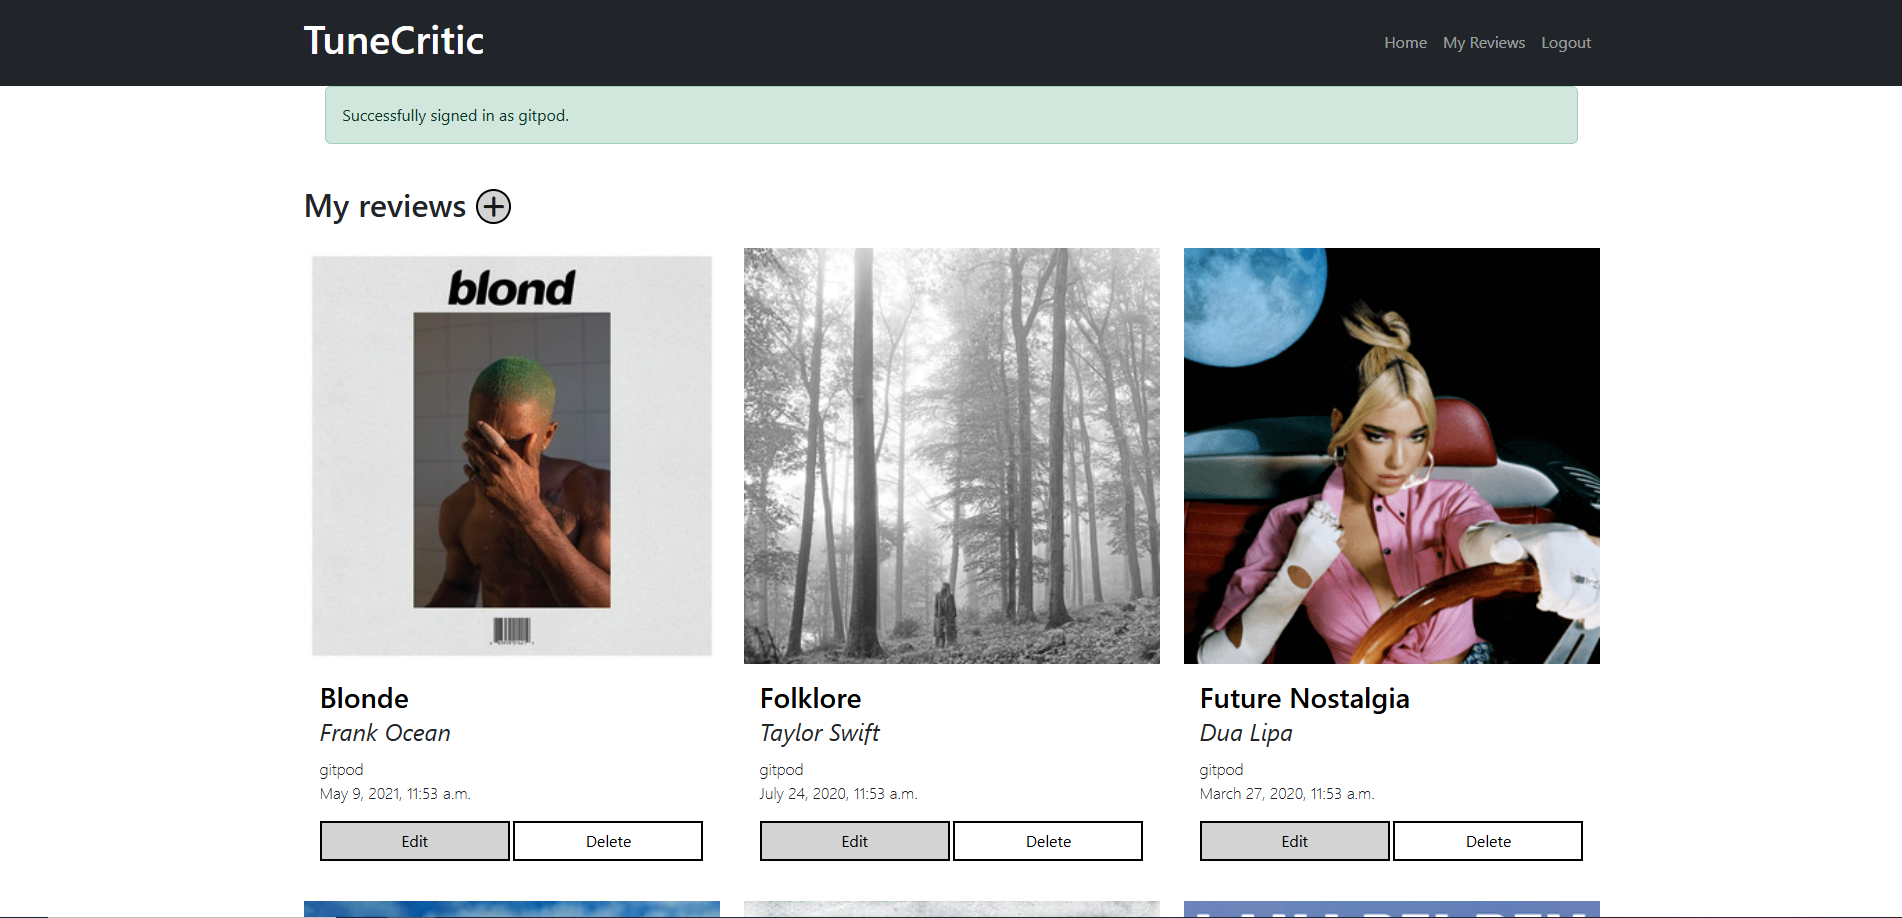 TuneCritic
Home My Reviews Logout
Successfully signed in as gitpod.
My reviews
blond
Blonde
Frank Ocean
gitpod
May 9, 2021, 11:53 a.m.
Edit Delete
Folklore
Taylor Swift
gitpod
July 24, 2020, 11:53 a.m.
Edit Delete
Future Nostalgia
Dua Lipa
gitpod
March 27, 2020, 11:53 a.m.
Edit Delete